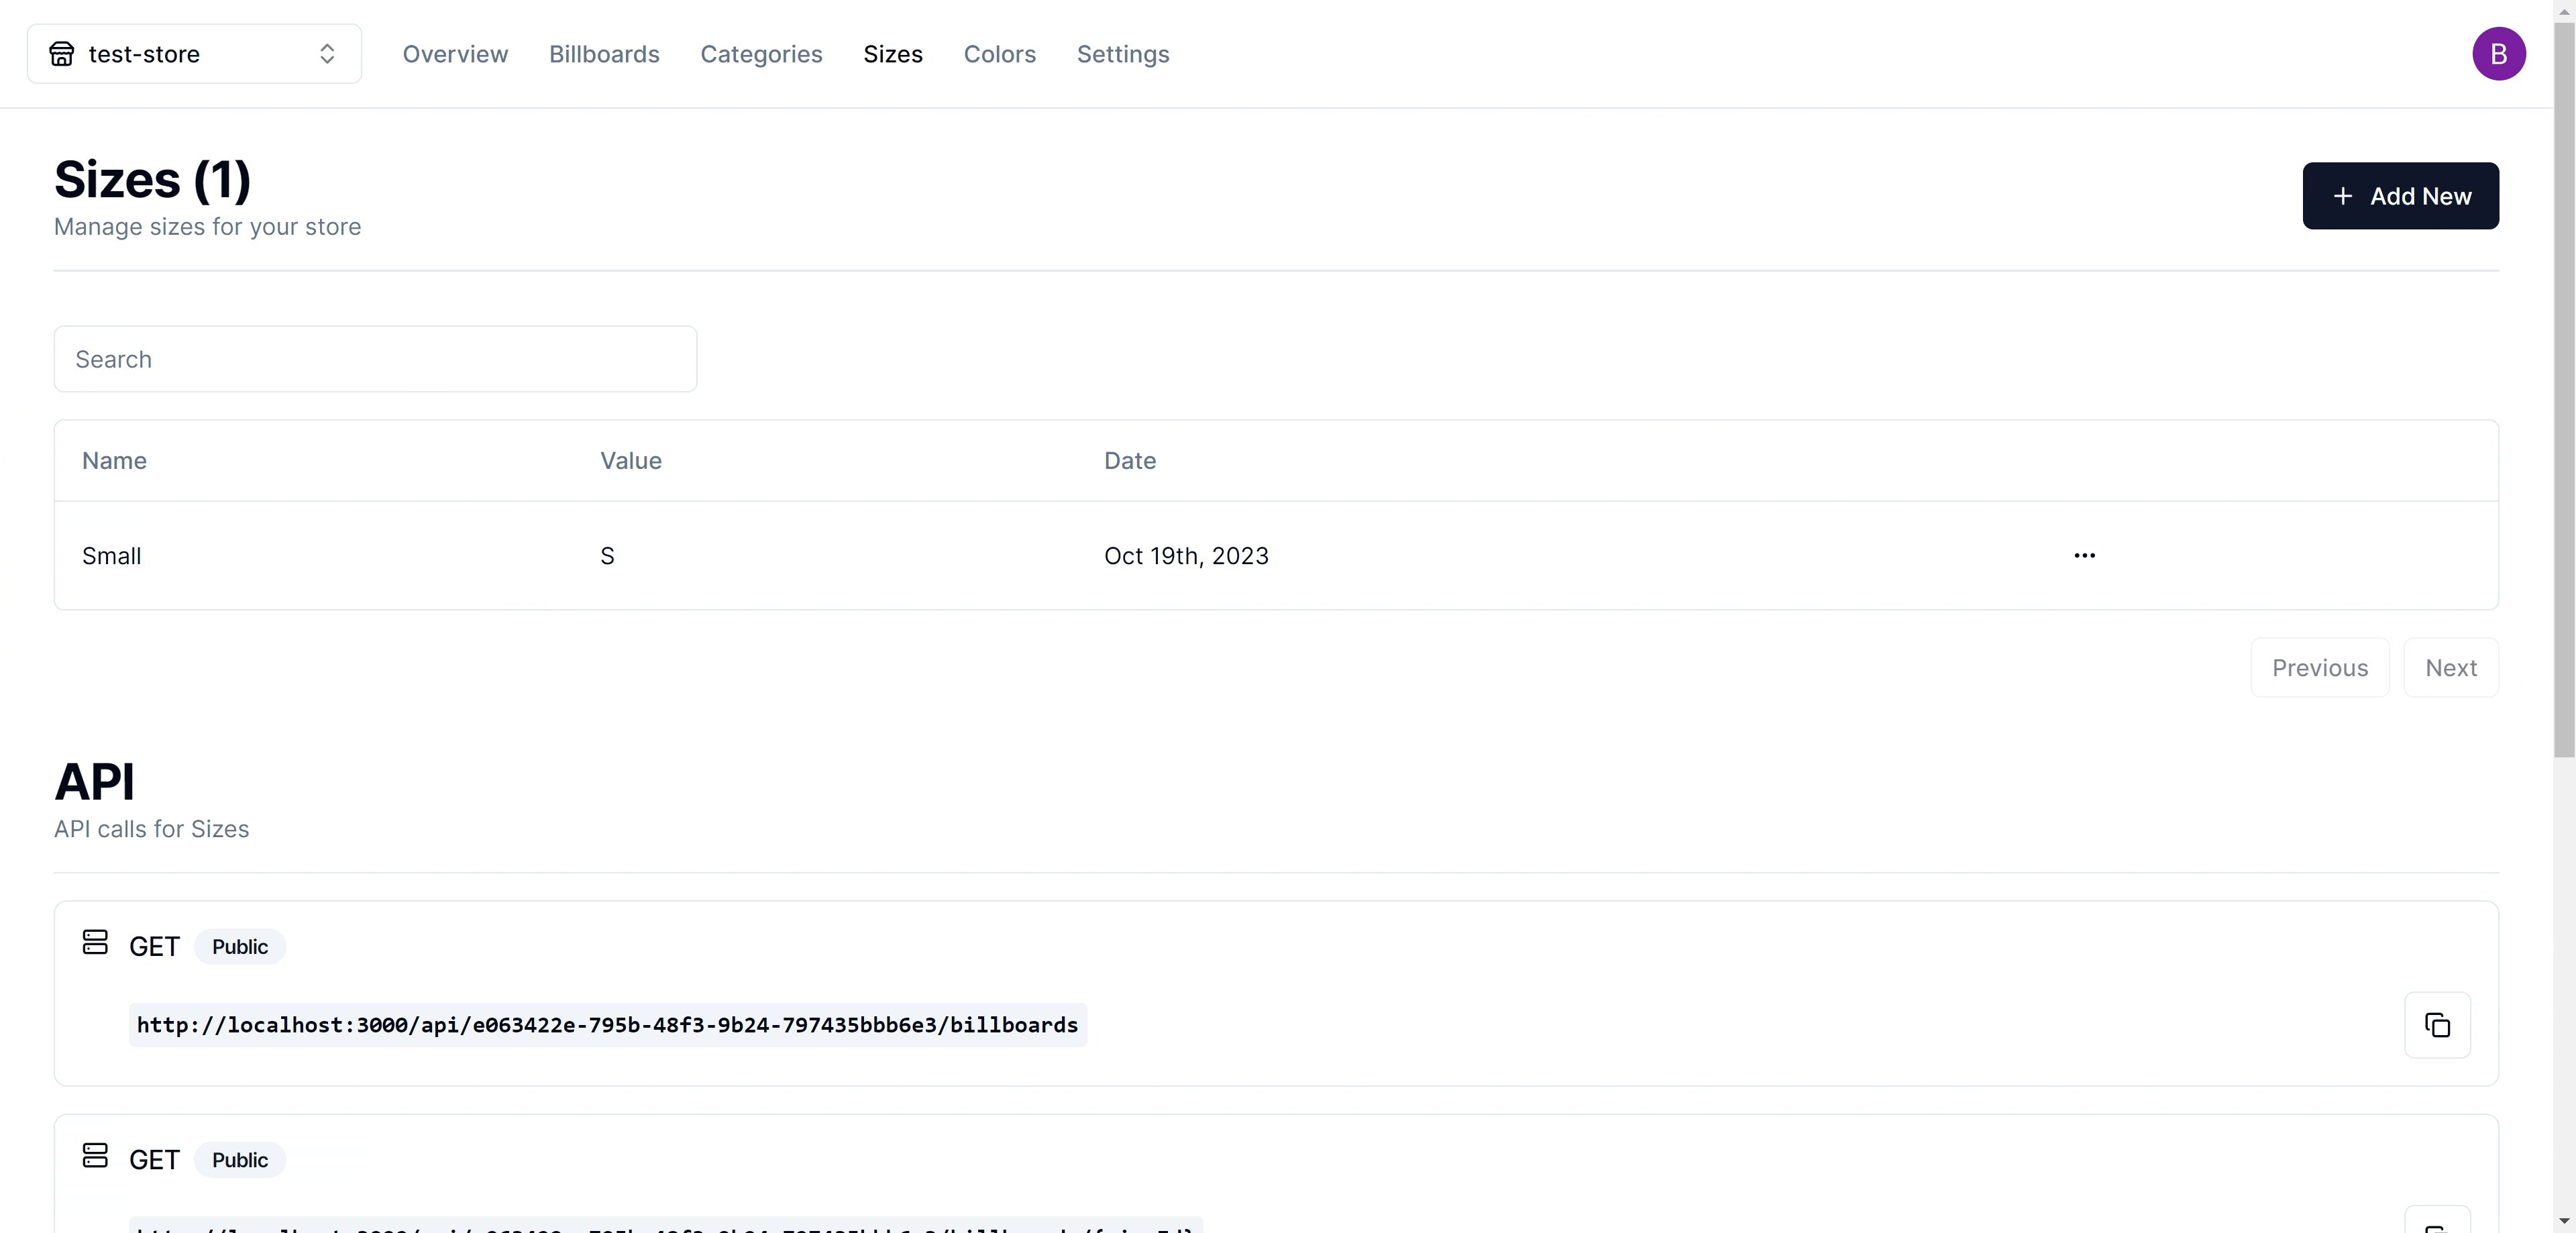 test-store
Overview Billboards Categories Sizes Colors Settings
B
Sizes (1)
Manage sizes for your store
+ Add New
Search
Name Value Date
Small S Oct 19th, 2023 ...
Previous Next
API
API calls for Sizes
GET Public
http://localhost:3000/api/e063422e-795b-48f3-9b24-797435bbb6e3/billboards
GET Public